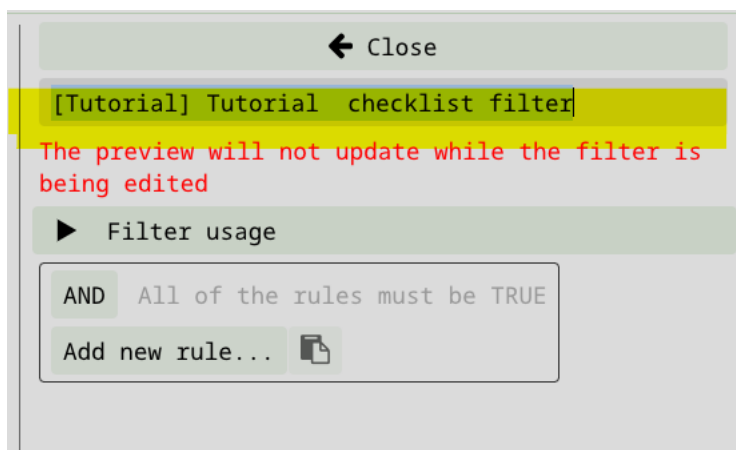 Close
[Tutorial] Tutorial  checklist filter
The preview will not update while the filter is
being edited
Filter usage
AND All of the rules must be TRUE
Add new rule...